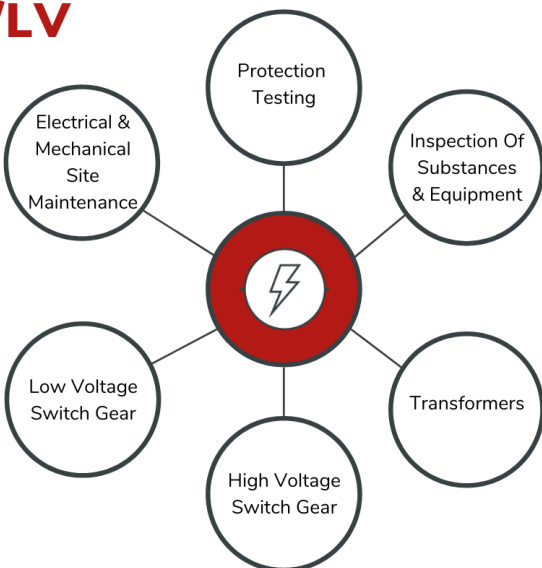 /LV
Protection
Testing
Electrical &
Mechanical
Site
Maintenance
Inspection Of
Substances
& Equipment
Low Voltage
Switch Gear
Transformers
High Voltage
Switch Gear